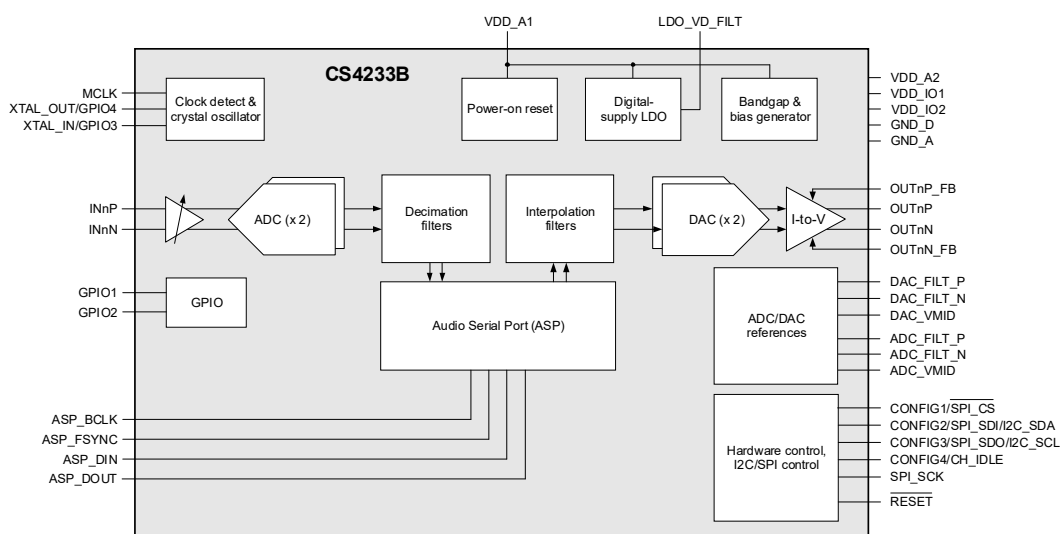 VDD_A1
LDO_VD_FILT
CS4233B
MCLK
XTAL_OUT/GPIO4
XTAL_IN/GPIO3
Clock detect &
crystal oscillator
Power-on reset
Digital-
supply LDO
Bandgap &
bias generator
VDD_A2
VDD_IO1
VDD_IO2
GND_D
GND_A
INnP
INnN
ADC (x 2)
Decimation
filters
Interpolation
filters
DAC (x 2)
I-to-V
OUTnP_FB
OUTnP
OUTnN
OUTnN_FB
GPIO1
GPIO2
GPIO
Audio Serial Port (ASP)
ADC/DAC
references
DAC_FILT_P
DAC_FILT_N
DAC_VMID
ADC_FILT_P
ADC_FILT_N
ADC_VMID
ASP_BCLK
ASP_FSYNC
ASP_DIN
ASP_DOUT
Hardware control,
I2C/SPI control
CONFIG1/SPI_CS
CONFIG2/SPI_SDI/I2C_SDA
CONFIG3/SPI_SDO/I2C_SCL
CONFIG4/CH_IDLE
SPI_SCK
RESET